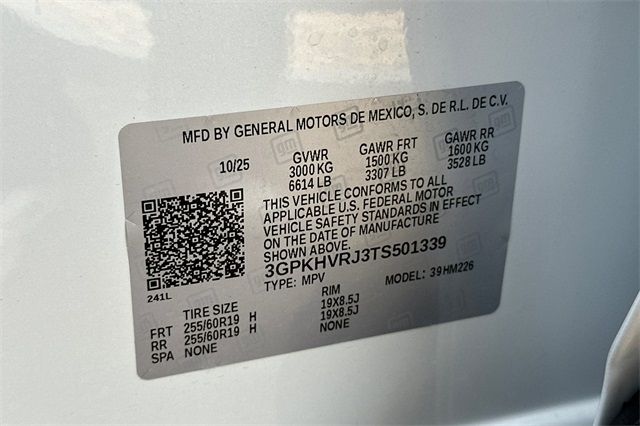 MFD BY GENERAL MOTORS DE MEXICO, S. DE R.L. DE C.V.
10/25 GVWR GAWR FRT GAWR RR
3000 KG 1500 KG 1600 KG
6614 LB 3307 LB 3528 LB
THIS VEHICLE CONFORMS TO ALL
APPLICABLE U.S. FEDERAL MOTOR
VEHICLE SAFETY STANDARDS IN EFFECT
ON THE DATE OF MANUFACTURE
SHOWN ABOVE.
3GPKHVRJ3TS501339
TYPE: MPV MODEL: 39HM226
241L
TIRE SIZE RIM
FRT 255/60R19 H 19X8.5J
RR 255/60R19 H 19X8.5J
SPA NONE NONE